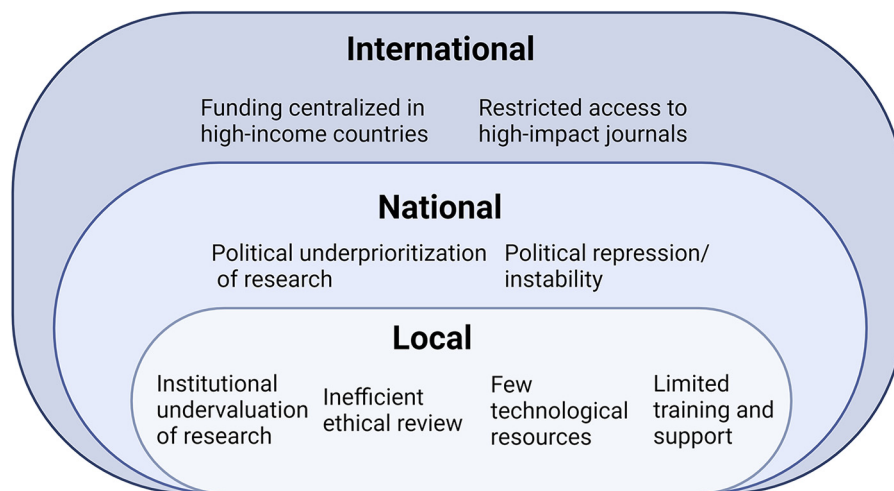 International
Funding centralized in
high-income countries
Restricted access to
high-impact journals
National
Political underprioritization
of research
Political repression/
instability
Local
Institutional
undervaluation
of research
Inefficient
ethical review
Few
technological
resources
Limited
training and
support